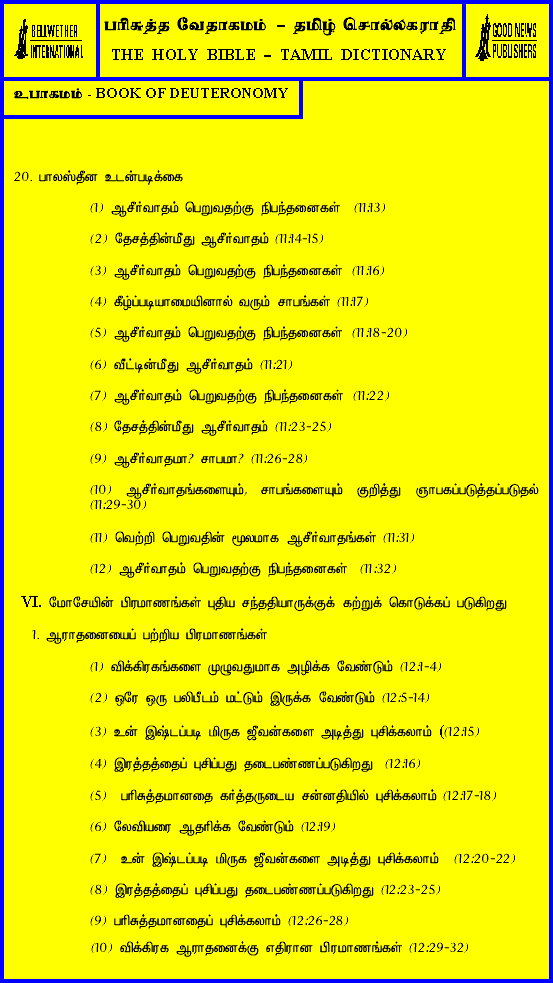 BELLWETHER
INTERNATIONAL
பரிசுத்த வேதாகமம் – தமிழ் சொல்லகராதி
THE HOLY BIBLE – TAMIL DICTIONARY
GOOD NEWS
PUBLISHERS
உபாகமம் - BOOK OF DEUTERONOMY
20. பாலஸ்தீன உடன்படிக்கை
(1) ஆசீர்வாதம் பெறுவதற்கு நிபந்தனைகள் (11:13)
(2) தேசத்தின்மீது ஆசீர்வாதம் (11:14-15)
(3) ஆசீர்வாதம் பெறுவதற்கு நிபந்தனைகள் (11:16)
(4) கீழ்ப்படியாமையினால் வரும் சாபங்கள் (11:17)
(5) ஆசீர்வாதம் பெறுவதற்கு நிபந்தனைகள் (11:18-20)
(6) வீட்டின்மீது ஆசீர்வாதம் (11:21)
(7) ஆசீர்வாதம் பெறுவதற்கு நிபந்தனைகள் (11:22)
(8) தேசத்தின்மீது ஆசீர்வாதம் (11:23-25)
(9) ஆசீர்வாதமா? சாபமா? (11:26-28)
(10) ஆசீர்வாதங்களையும், சாபங்களையும் குறித்து ஞாபகப்படுத்தப்படுதல்
(11:29-30)
(11) வெற்றி பெறுவதின் மூலமாக ஆசீர்வாதங்கள் (11:31)
(12) ஆசீர்வாதம் பெறுவதற்கு நிபந்தனைகள் (11:32)
VI. மோசேயின் பிரமாணங்கள் புதிய சந்ததியாருக்குக் கற்றுக் கொடுக்கப் படுகிறது
1. ஆராதனையைப் பற்றிய பிரமாணங்கள்
(1) விக்கிரகங்களை முழுவதுமாக அழிக்க வேண்டும் (12:1-4)
(2) ஒரே ஒரு பலிபீடம் மட்டும் இருக்க வேண்டும் (12:5-14)
(3) உன் இஷ்டப்படி மிருக ஜீவன்களை அடித்து புசிக்கலாம் ((12:15)
(4) இரத்தத்தைப் புசிப்பது தடைபண்ணப்படுகிறது (12:16)
(5) பரிசுத்தமானதை கர்த்தருடைய சன்னதியில் புசிக்கலாம் (12:17-18)
(6) லேவியரை ஆதரிக்க வேண்டும் (12:19)
(7) உன் இஷ்டப்படி மிருக ஜீவன்களை அடித்து புசிக்கலாம் (12:20-22)
(8) இரத்தத்தைப் புசிப்பது தடைபண்ணப்படுகிறது (12:23-25)
(9) பரிசுத்தமானதைப் புசிக்கலாம் (12:26-28)
(10) விக்கிரக ஆராதனைக்கு எதிரான பிரமாணங்கள் (12:29-32)